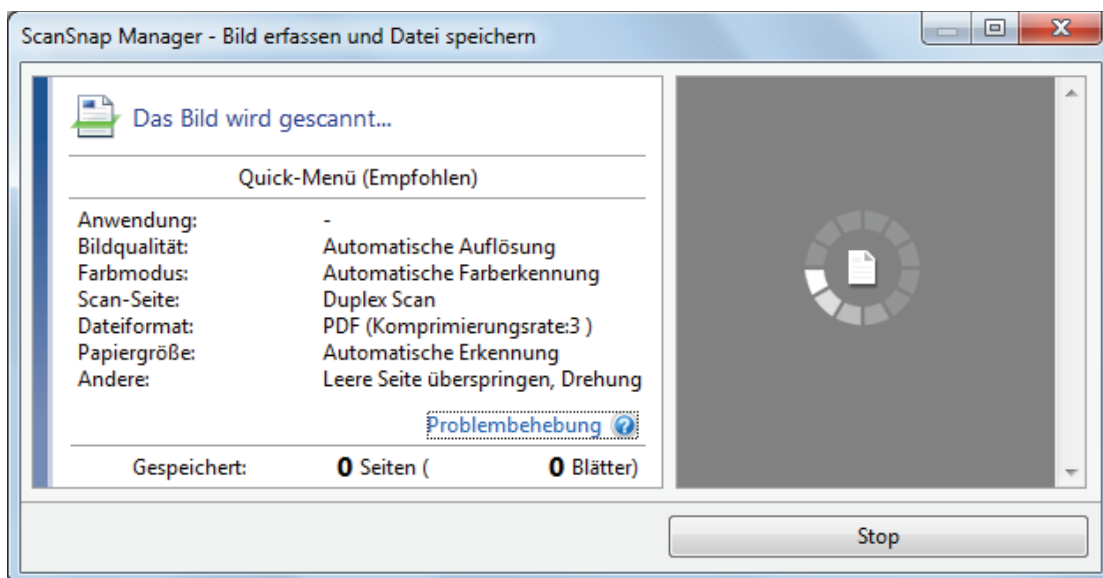 ScanSnap Manager - Bild erfassen und Datei speichern
Das Bild wird gescannt...
Quick-Menü (Empfohlen)
Anwendung: -
Bildqualität: Automatische Auflösung
Farbmodus: Automatische Farberkennung
Scan-Seite: Duplex Scan
Dateiformat: PDF (Komprimierungsrate:3 )
Papiergröße: Automatische Erkennung
Andere: Leere Seite überspringen, Drehung
Problembehebung ?
Gespeichert: 0 Seiten ( 0 Blätter)
Stop